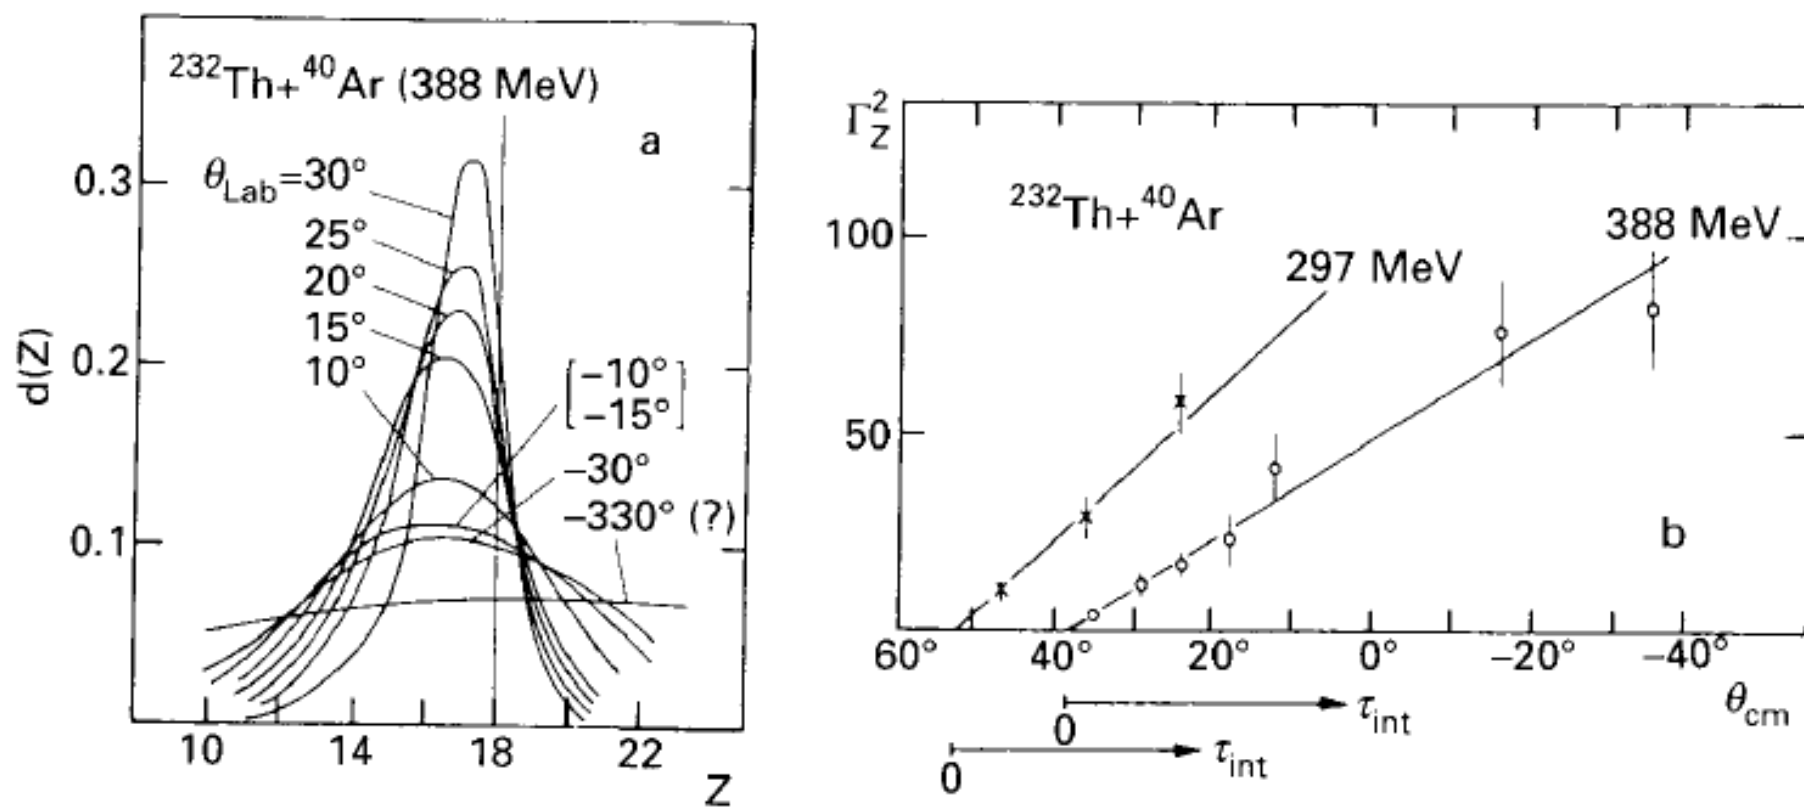 ²³²Th+⁴⁰Ar (388 MeV)
a
θLab=30°
25°
20°
15°
10°
[-10°
-15°]
-30°
-330° (?)
d(Z)
0.3
0.2
0.1
10 14 18 22
Z
Γ²Z
²³²Th+⁴⁰Ar
297 MeV
388 MeV
100
50
b
60° 40° 20° 0° -20° -40°
θcm
0 τint
0 τint